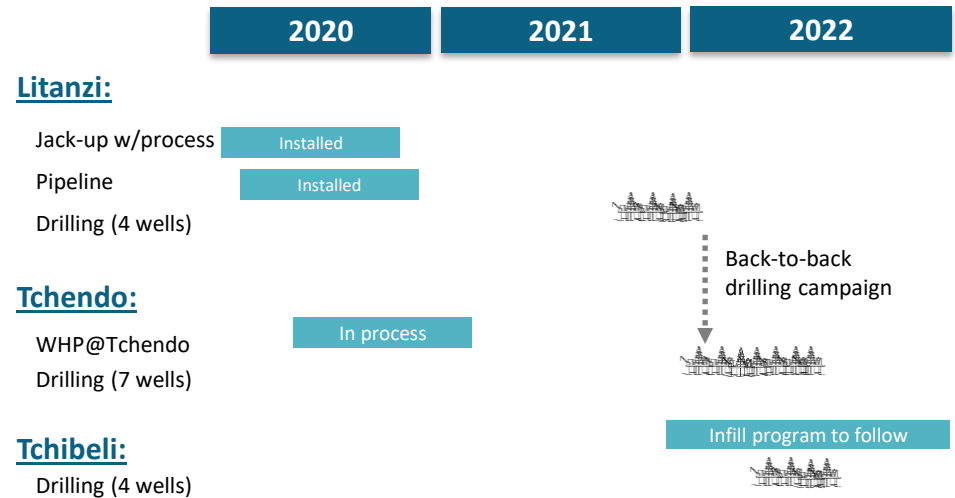 2020 2021 2022
Litanzi:
Jack-up w/process Installed
Pipeline Installed
Drilling (4 wells)
Back-to-back
drilling campaign
Tchendo:
WHP@Tchendo In process
Drilling (7 wells)
Infill program to follow
Tchibeli:
Drilling (4 wells)